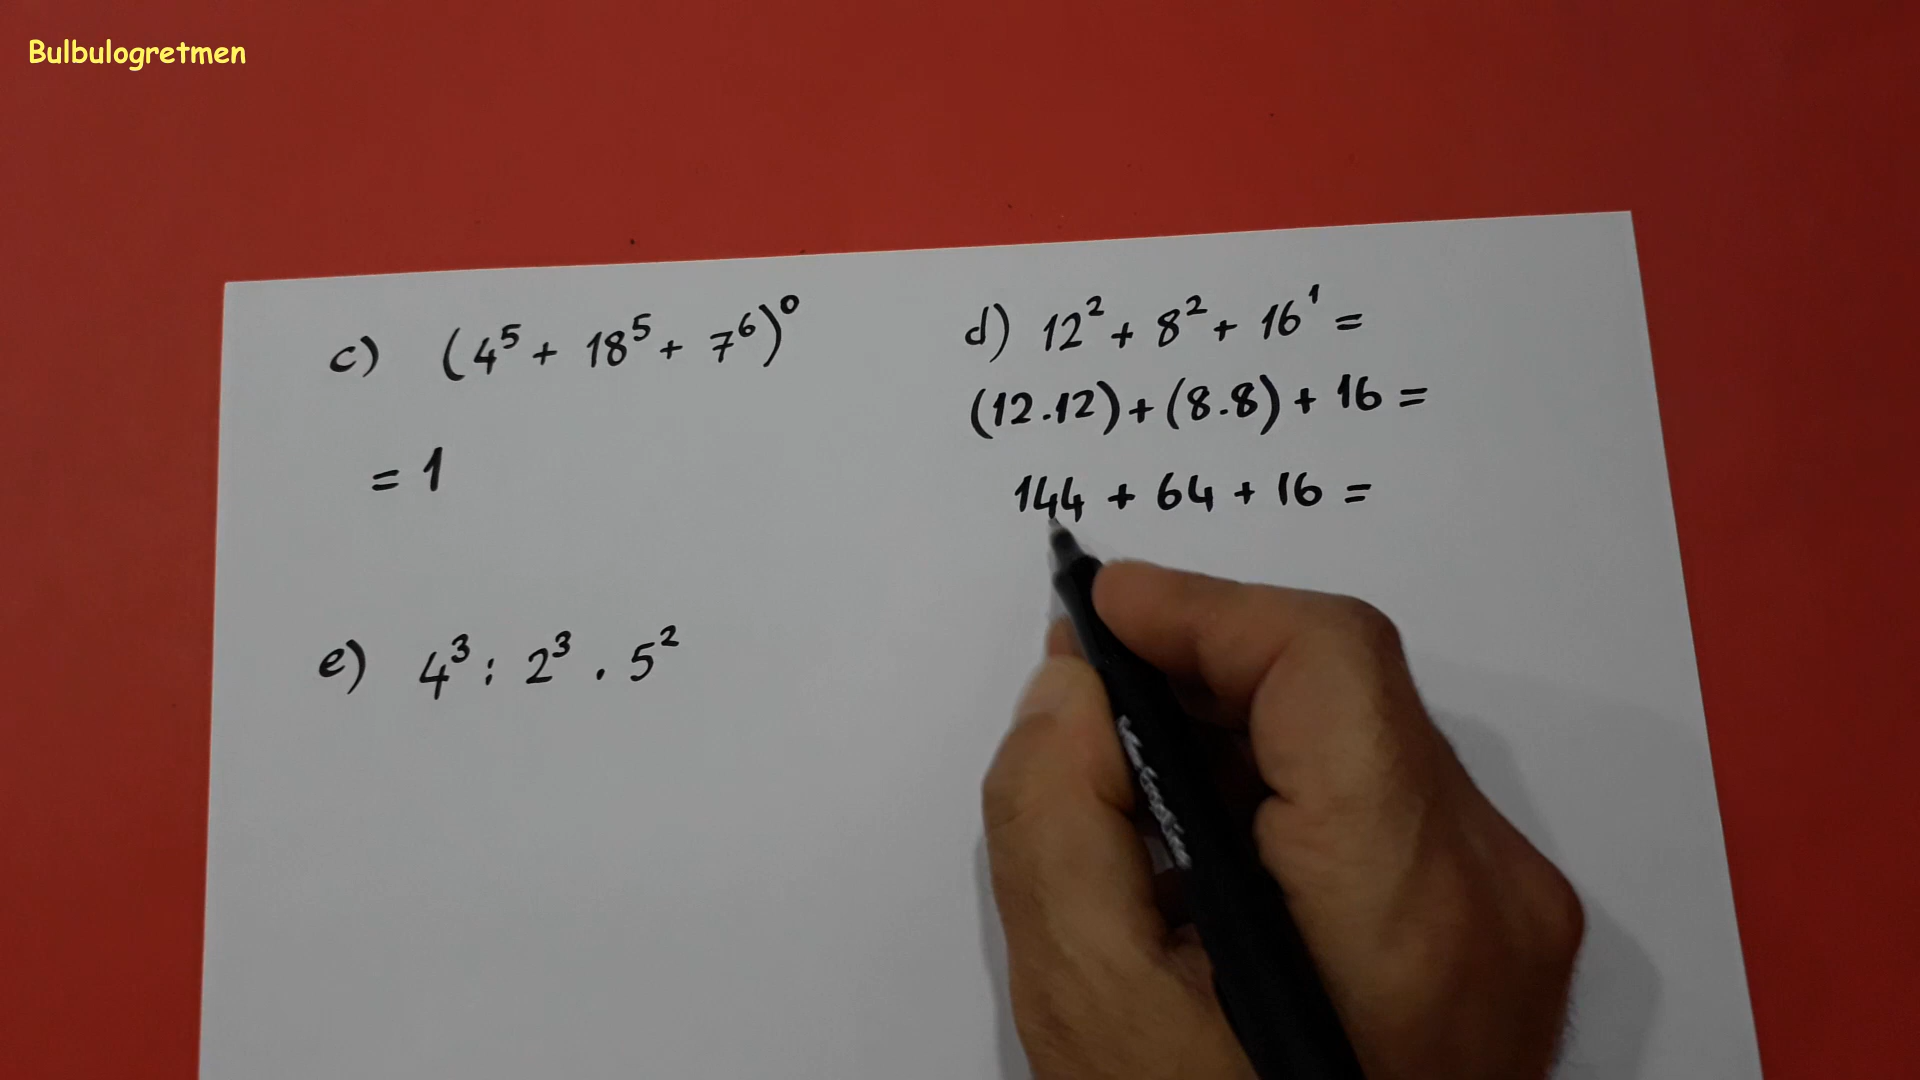 Bulbulogretmen
c) (4⁵ + 18⁵ + 7⁶)⁰
= 1
d) 12² + 8² + 16¹ =
(12.12) + (8.8) + 16 =
144 + 64 + 16 =
e) 4³ : 2³ . 5²